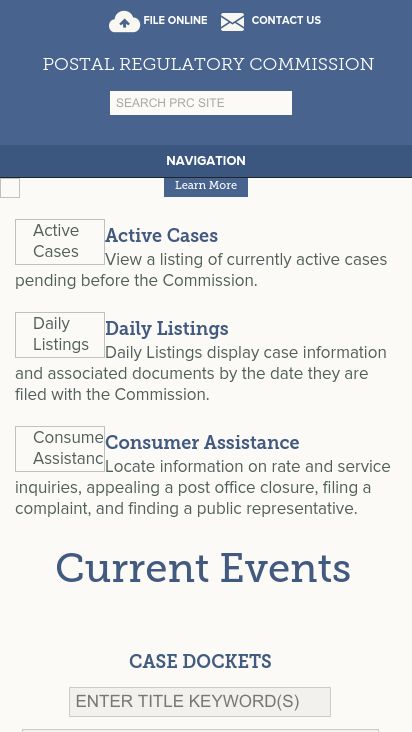 FILE ONLINE CONTACT US
POSTAL REGULATORY COMMISSION
SEARCH PRC SITE
NAVIGATION
Learn More
Active
Cases
Active Cases
View a listing of currently active cases
pending before the Commission.
Daily
Listings
Daily Listings
Daily Listings display case information
and associated documents by the date they are
filed with the Commission.
Consume
Assistanc
Consumer Assistance
Locate information on rate and service
inquiries, appealing a post office closure, filing a
complaint, and finding a public representative.
Current Events
CASE DOCKETS
ENTER TITLE KEYWORD(S)